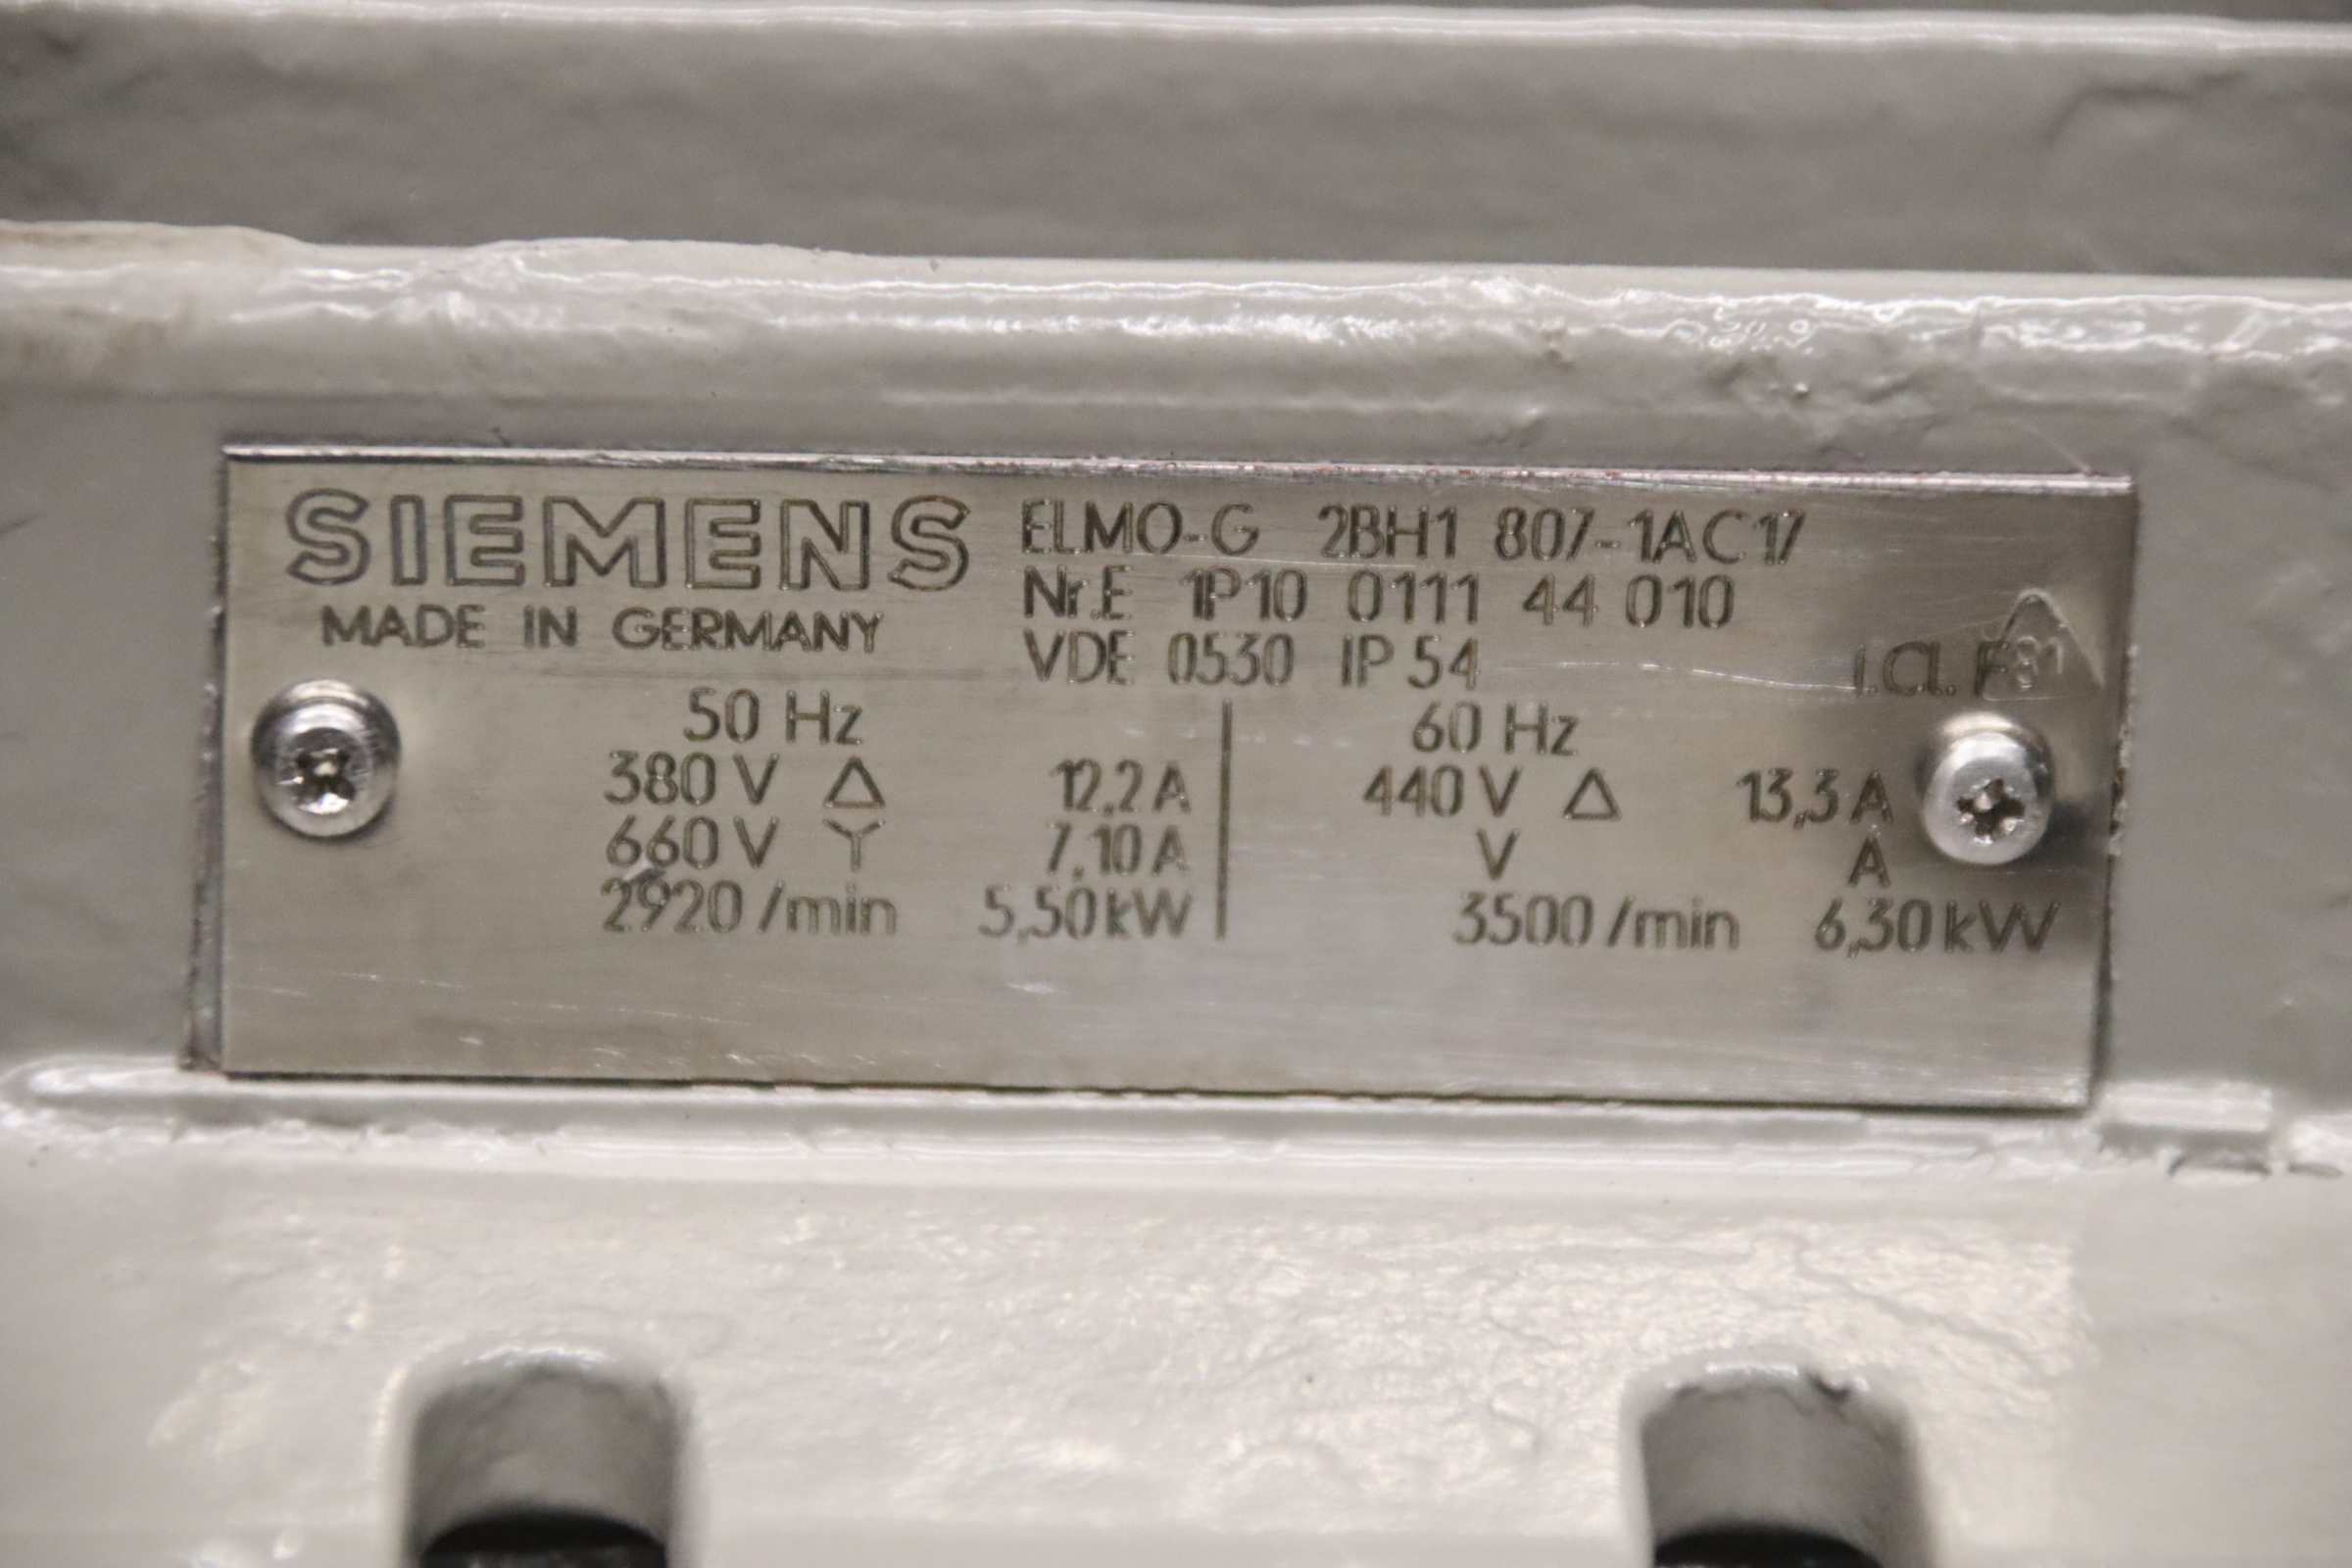 SIEMENS
MADE IN GERMANY
ELMO-G 2BH1 807-1AC17
Nr.E 1P10 0111 44 010
VDE 0530 IP 54 I.Cl. F 81
50 Hz 60 Hz
380 V Δ 12,2 A 440 V Δ 13,3 A
660 V Y 7,10 A V A
2920 /min 5,50 kW 3500 /min 6,30 kW